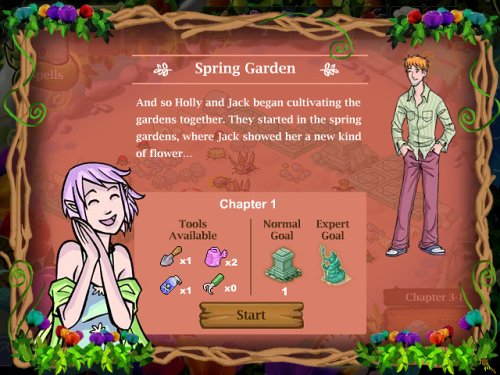 Spells
Spring Garden
And so Holly and Jack began cultivating the
gardens together. They started in the spring
gardens, where Jack showed her a new kind
of flower...
Chapter 1
Tools
Available
Normal
Goal
Expert
Goal
x1
x2
x1
x0
1
Start
Chapter 3-1